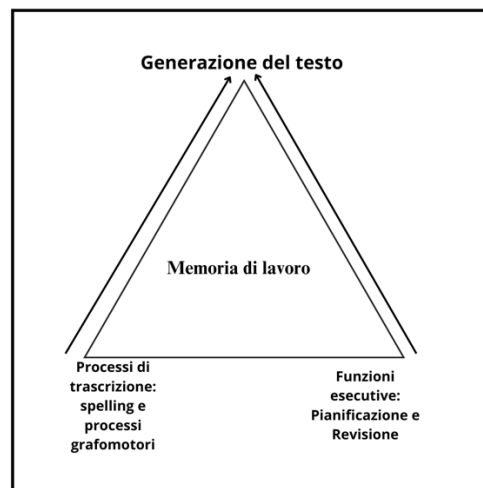 Generazione del testo
Memoria di lavoro
Processi di
trascrizione:
spelling e
processi
grafomotori
Funzioni
esecutive:
Pianificazione e
Revisione